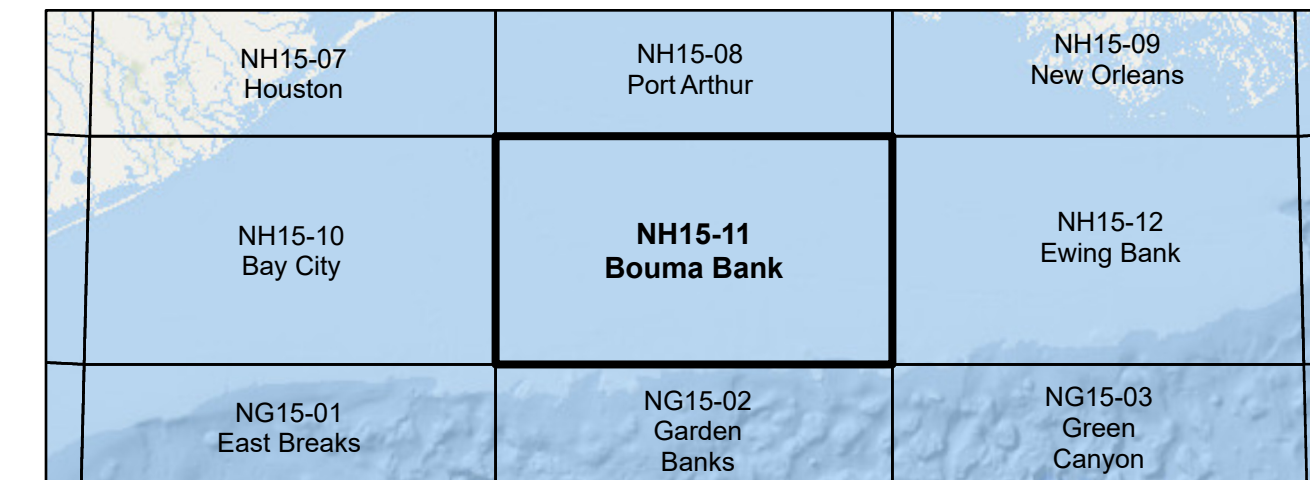 NH15-07
Houston
NH15-08
Port Arthur
NH15-09
New Orleans
NH15-10
Bay City
NH15-11
Bouma Bank
NH15-12
Ewing Bank
NG15-01
East Breaks
NG15-02
Garden
Banks
NG15-03
Green
Canyon